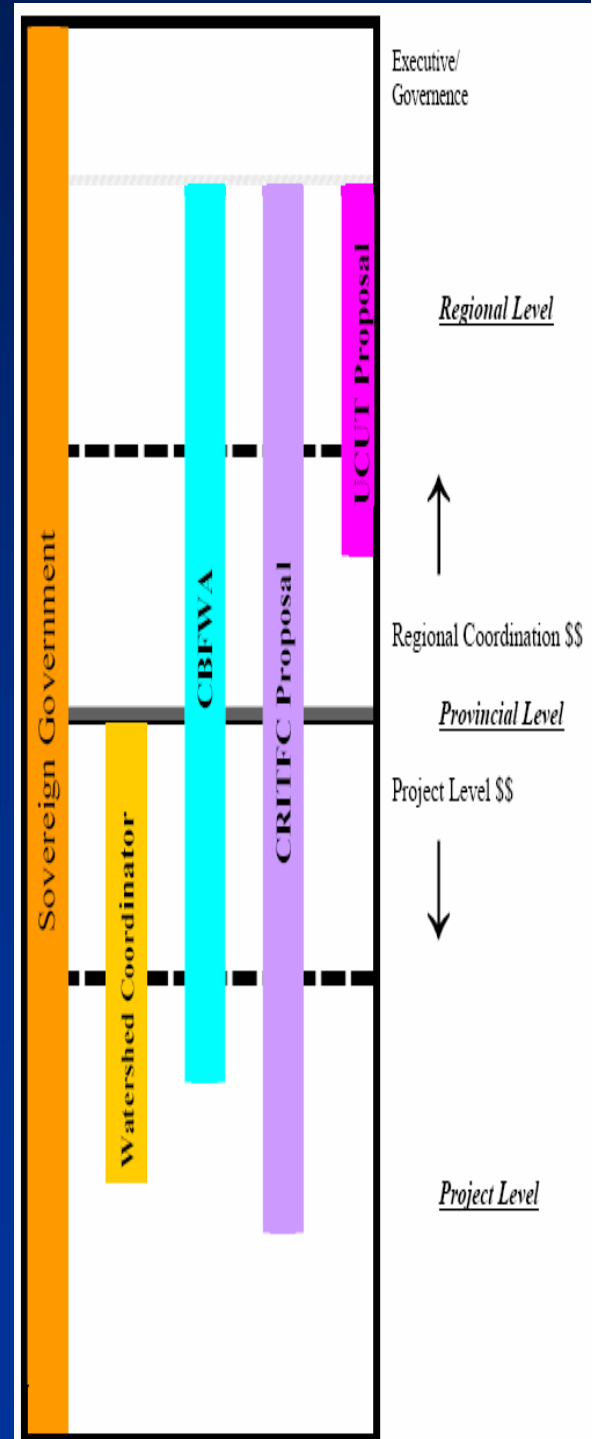 Executive/
Governence
Regional Level
Regional Coordination $$
Provincial Level
Project Level $$
Project Level
Sovereign Government
Watershed Coordinator
CBFWA
CRITFC Proposal
UCUT Proposal